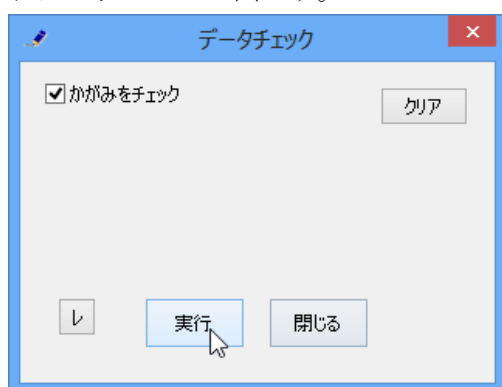 データチェック
かがみをチェック
クリア
レ
実行
閉じる